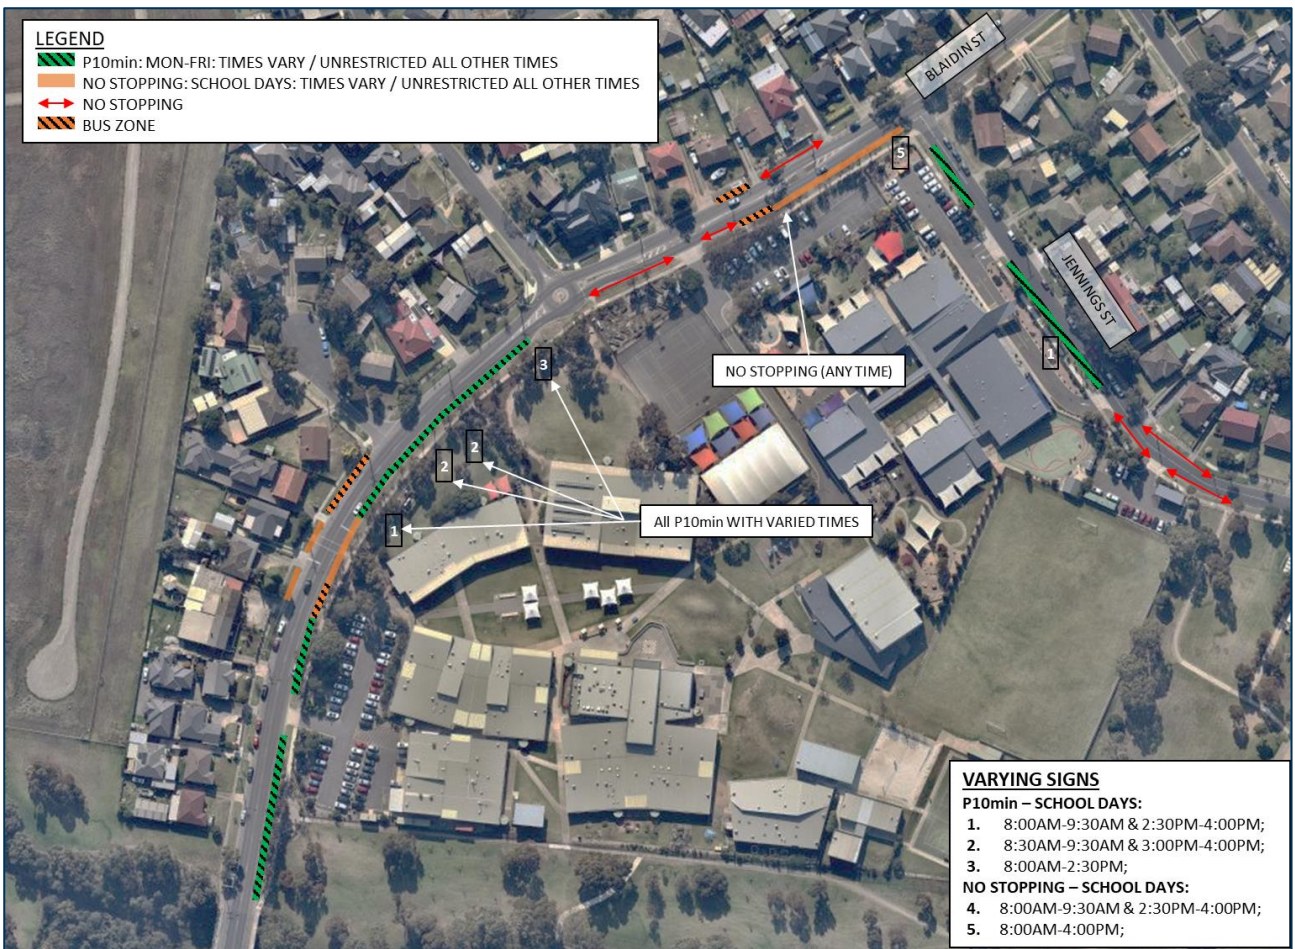 LEGEND
P10min: MON-FRI: TIMES VARY / UNRESTRICTED ALL OTHER TIMES
NO STOPPING: SCHOOL DAYS: TIMES VARY / UNRESTRICTED ALL OTHER TIMES
NO STOPPING
BUS ZONE
BLAIDIN ST
5
JENNINGS ST
1
3
NO STOPPING (ANY TIME)
2
2
All P10min WITH VARIED TIMES
1
VARYING SIGNS
P10min – SCHOOL DAYS:
1. 8:00AM-9:30AM & 2:30PM-4:00PM;
2. 8:30AM-9:30AM & 3:00PM-4:00PM;
3. 8:00AM-2:30PM;
NO STOPPING – SCHOOL DAYS:
4. 8:00AM-9:30AM & 2:30PM-4:00PM;
5. 8:00AM-4:00PM;